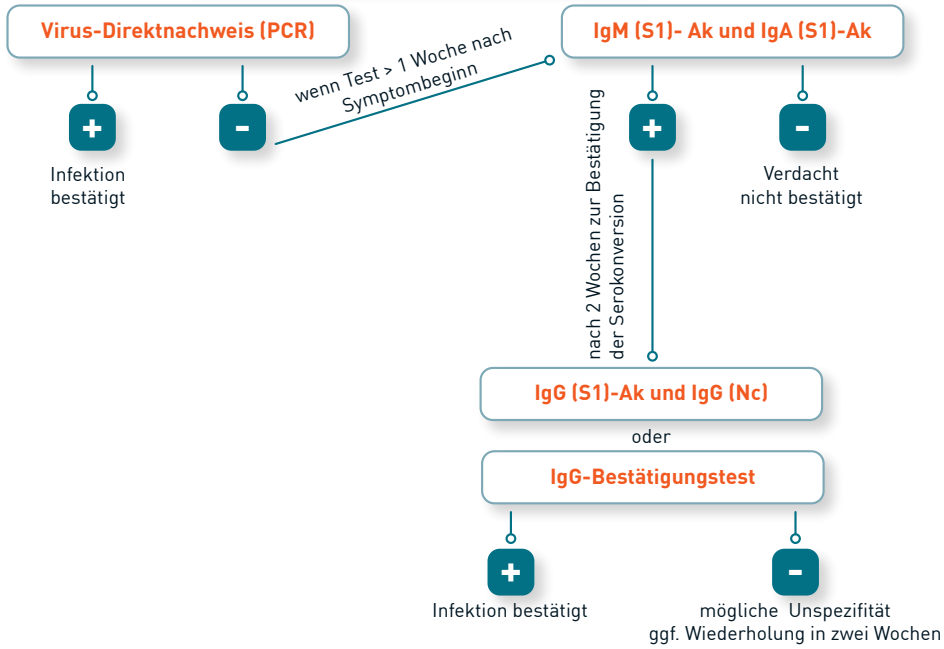 Virus-Direktnachweis (PCR)
+
Infektion
bestätigt
-
wenn Test > 1 Woche nach
Symptombeginn
IgM (S1)- Ak und IgA (S1)-Ak
+
-
Verdacht
nicht bestätigt
nach 2 Wochen zur Bestätigung
der Serokonversion
IgG (S1)-Ak und IgG (Nc)
oder
IgG-Bestätigungstest
+
Infektion bestätigt
-
mögliche Unspezifität
ggf. Wiederholung in zwei Wochen